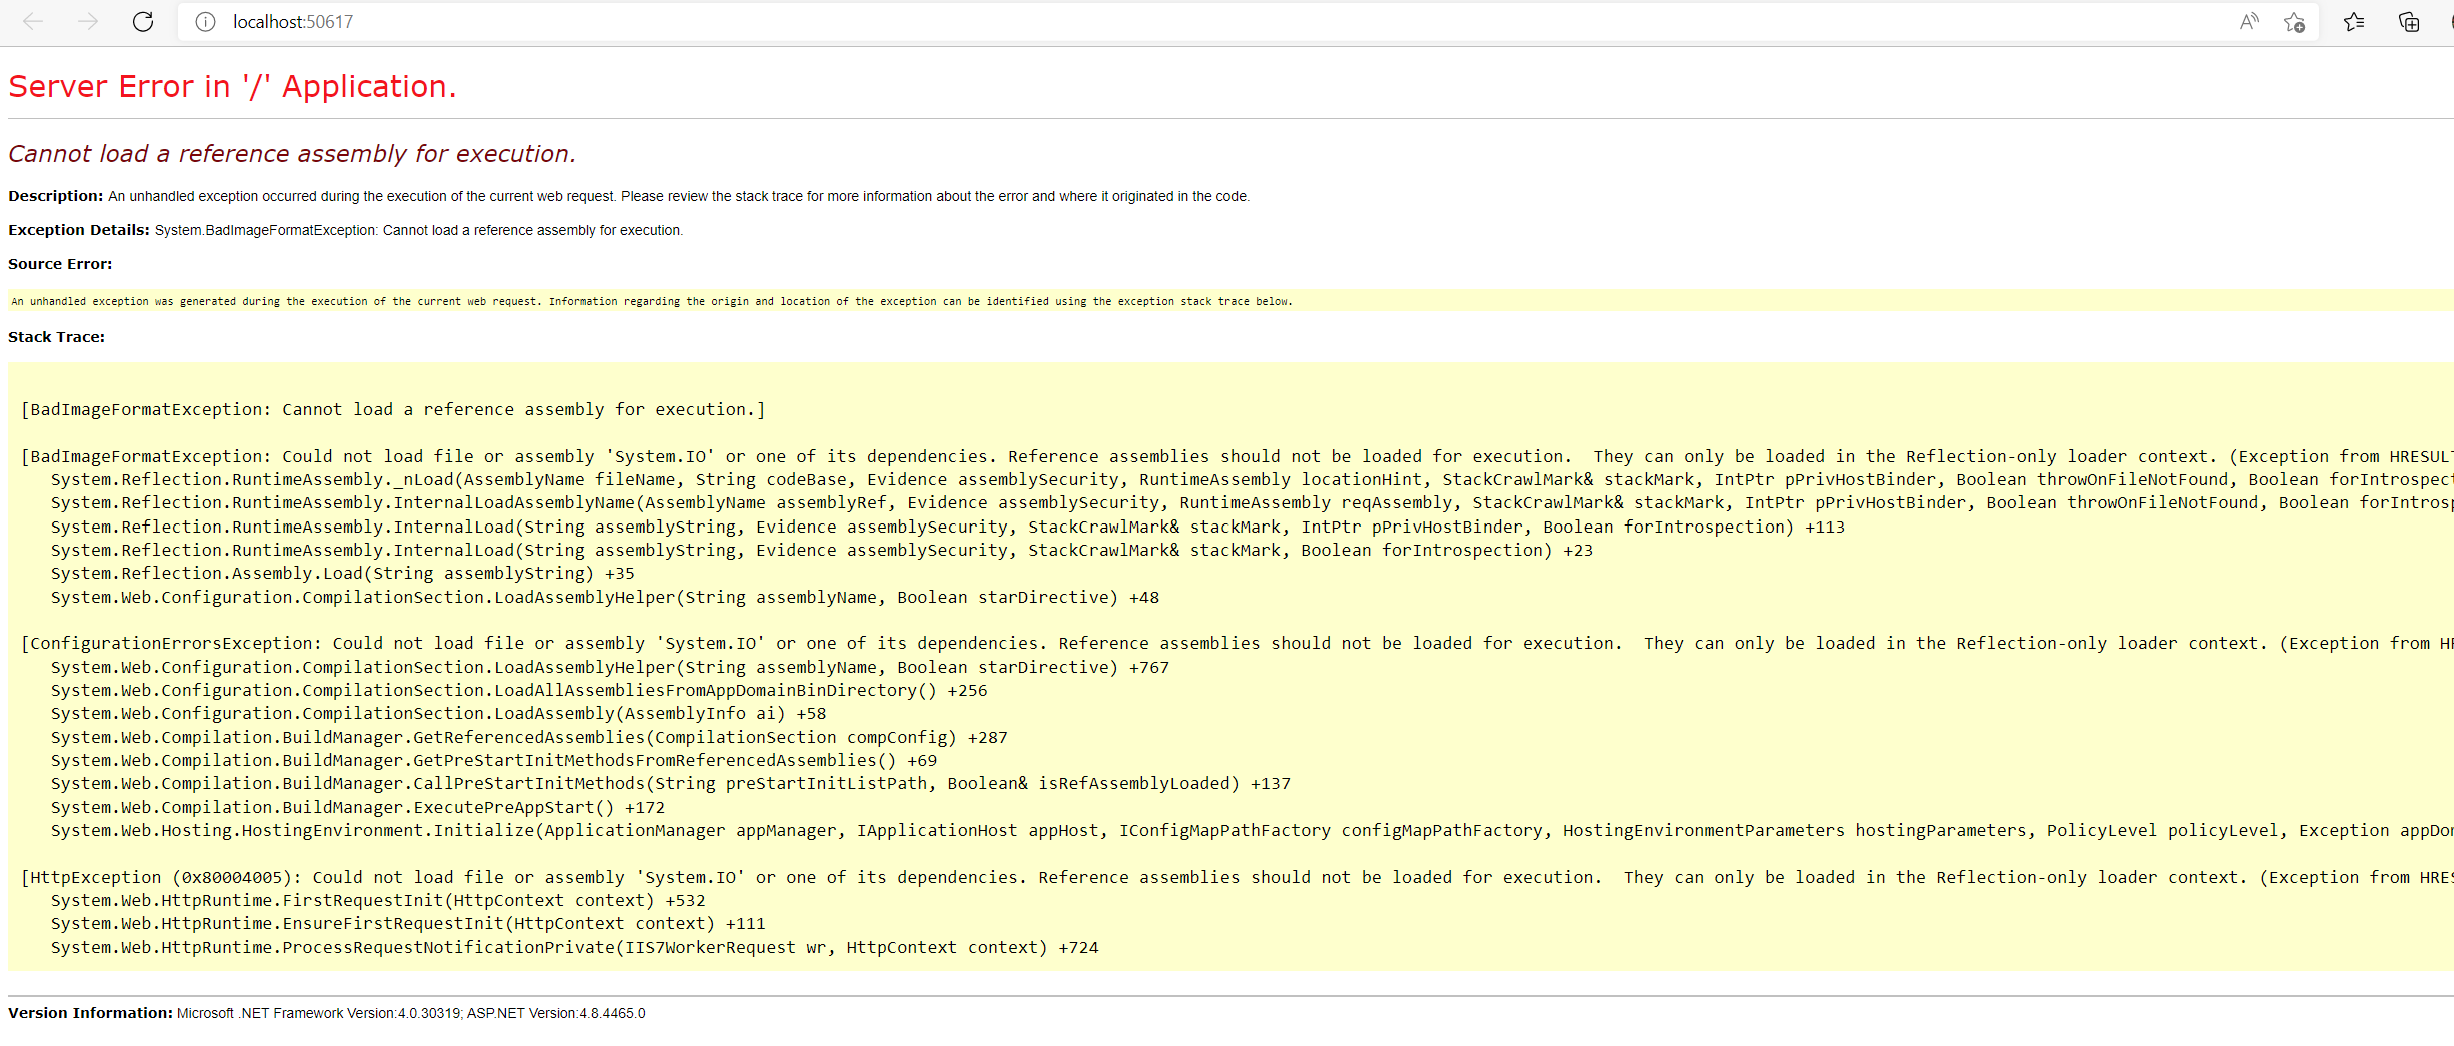 localhost:50617
Server Error in '/' Application.
Cannot load a reference assembly for execution.
Description: An unhandled exception occurred during the execution of the current web request. Please review the stack trace for more information about the error and where it originated in the code.
Exception Details: System.BadImageFormatException: Cannot load a reference assembly for execution.
Source Error:
An unhandled exception was generated during the execution of the current web request. Information regarding the origin and location of the exception can be identified using the exception stack trace below.
Stack Trace:
[BadImageFormatException: Cannot load a reference assembly for execution.]
[BadImageFormatException: Could not load file or assembly 'System.IO' or one of its dependencies. Reference assemblies should not be loaded for execution.  They can only be loaded in the Reflection-only loader context. (Exception from HRESULT
System.Reflection.RuntimeAssembly._nLoad(AssemblyName fileName, String codeBase, Evidence assemblySecurity, RuntimeAssembly locationHint, StackCrawlMark& stackMark, IntPtr pPrivHostBinder, Boolean throwOnFileNotFound, Boolean forIntrospect
System.Reflection.RuntimeAssembly.InternalLoadAssemblyName(AssemblyName assemblyRef, Evidence assemblySecurity, RuntimeAssembly reqAssembly, StackCrawlMark& stackMark, IntPtr pPrivHostBinder, Boolean throwOnFileNotFound, Boolean forIntrosp
System.Reflection.RuntimeAssembly.InternalLoad(String assemblyString, Evidence assemblySecurity, StackCrawlMark& stackMark, IntPtr pPrivHostBinder, Boolean forIntrospection) +113
System.Reflection.RuntimeAssembly.InternalLoad(String assemblyString, Evidence assemblySecurity, StackCrawlMark& stackMark, Boolean forIntrospection) +23
System.Reflection.Assembly.Load(String assemblyString) +35
System.Web.Configuration.CompilationSection.LoadAssemblyHelper(String assemblyName, Boolean starDirective) +48
[ConfigurationErrorsException: Could not load file or assembly 'System.IO' or one of its dependencies. Reference assemblies should not be loaded for execution.  They can only be loaded in the Reflection-only loader context. (Exception from HR
System.Web.Configuration.CompilationSection.LoadAssemblyHelper(String assemblyName, Boolean starDirective) +767
System.Web.Configuration.CompilationSection.LoadAllAssembliesFromAppDomainBinDirectory() +256
System.Web.Configuration.CompilationSection.LoadAssembly(AssemblyInfo ai) +58
System.Web.Compilation.BuildManager.GetReferencedAssemblies(CompilationSection compConfig) +287
System.Web.Compilation.BuildManager.GetPreStartInitMethodsFromReferencedAssemblies() +69
System.Web.Compilation.BuildManager.CallPreStartInitMethods(String preStartInitListPath, Boolean& isRefAssemblyLoaded) +137
System.Web.Compilation.BuildManager.ExecutePreAppStart() +172
System.Web.Hosting.HostingEnvironment.Initialize(ApplicationManager appManager, IApplicationHost appHost, IConfigMapPathFactory configMapPathFactory, HostingEnvironmentParameters hostingParameters, PolicyLevel policyLevel, Exception appDom
[HttpException (0x80004005): Could not load file or assembly 'System.IO' or one of its dependencies. Reference assemblies should not be loaded for execution.  They can only be loaded in the Reflection-only loader context. (Exception from HRES
System.Web.HttpRuntime.FirstRequestInit(HttpContext context) +532
System.Web.HttpRuntime.EnsureFirstRequestInit(HttpContext context) +111
System.Web.HttpRuntime.ProcessRequestNotificationPrivate(IIS7WorkerRequest wr, HttpContext context) +724
Version Information: Microsoft .NET Framework Version:4.0.30319; ASP.NET Version:4.8.4465.0